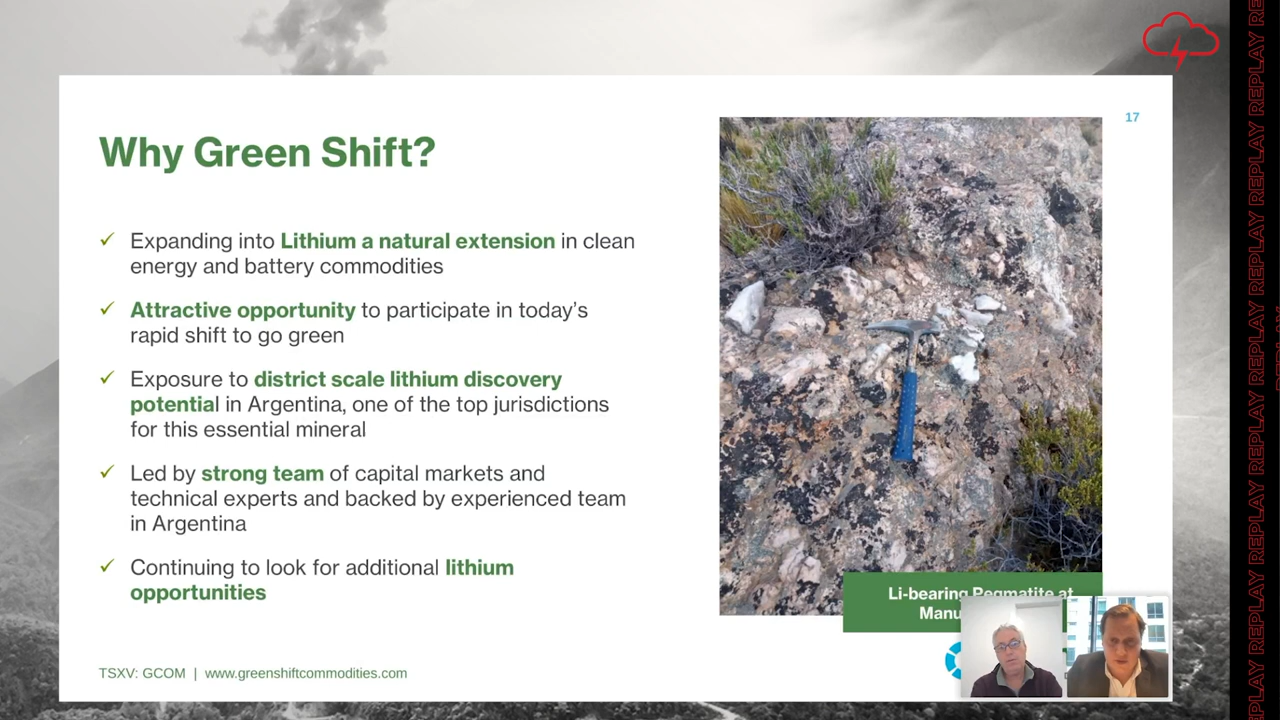 17
Why Green Shift?
✓ Expanding into Lithium a natural extension in clean
energy and battery commodities
✓ Attractive opportunity to participate in today's
rapid shift to go green
✓ Exposure to district scale lithium discovery
potential in Argentina, one of the top jurisdictions
for this essential mineral
✓ Led by strong team of capital markets and
technical experts and backed by experienced team
in Argentina
✓ Continuing to look for additional lithium
opportunities
Li-bearing Pegmatite at
TSXV: GCOM | www.greenshiftcommodities.com
REPLAY REPLAY REPLAY REPLAY REPLAY REPLAY REPLAY REPLAY